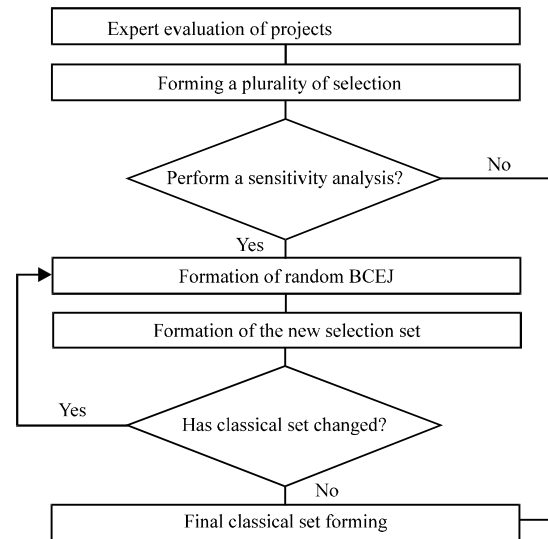 Expert evaluation of projects
Forming a plurality of selection
Perform a sensitivity analysis?
No
Yes
Formation of random BCEJ
Formation of the new selection set
Yes
Has classical set changed?
No
Final classical set forming